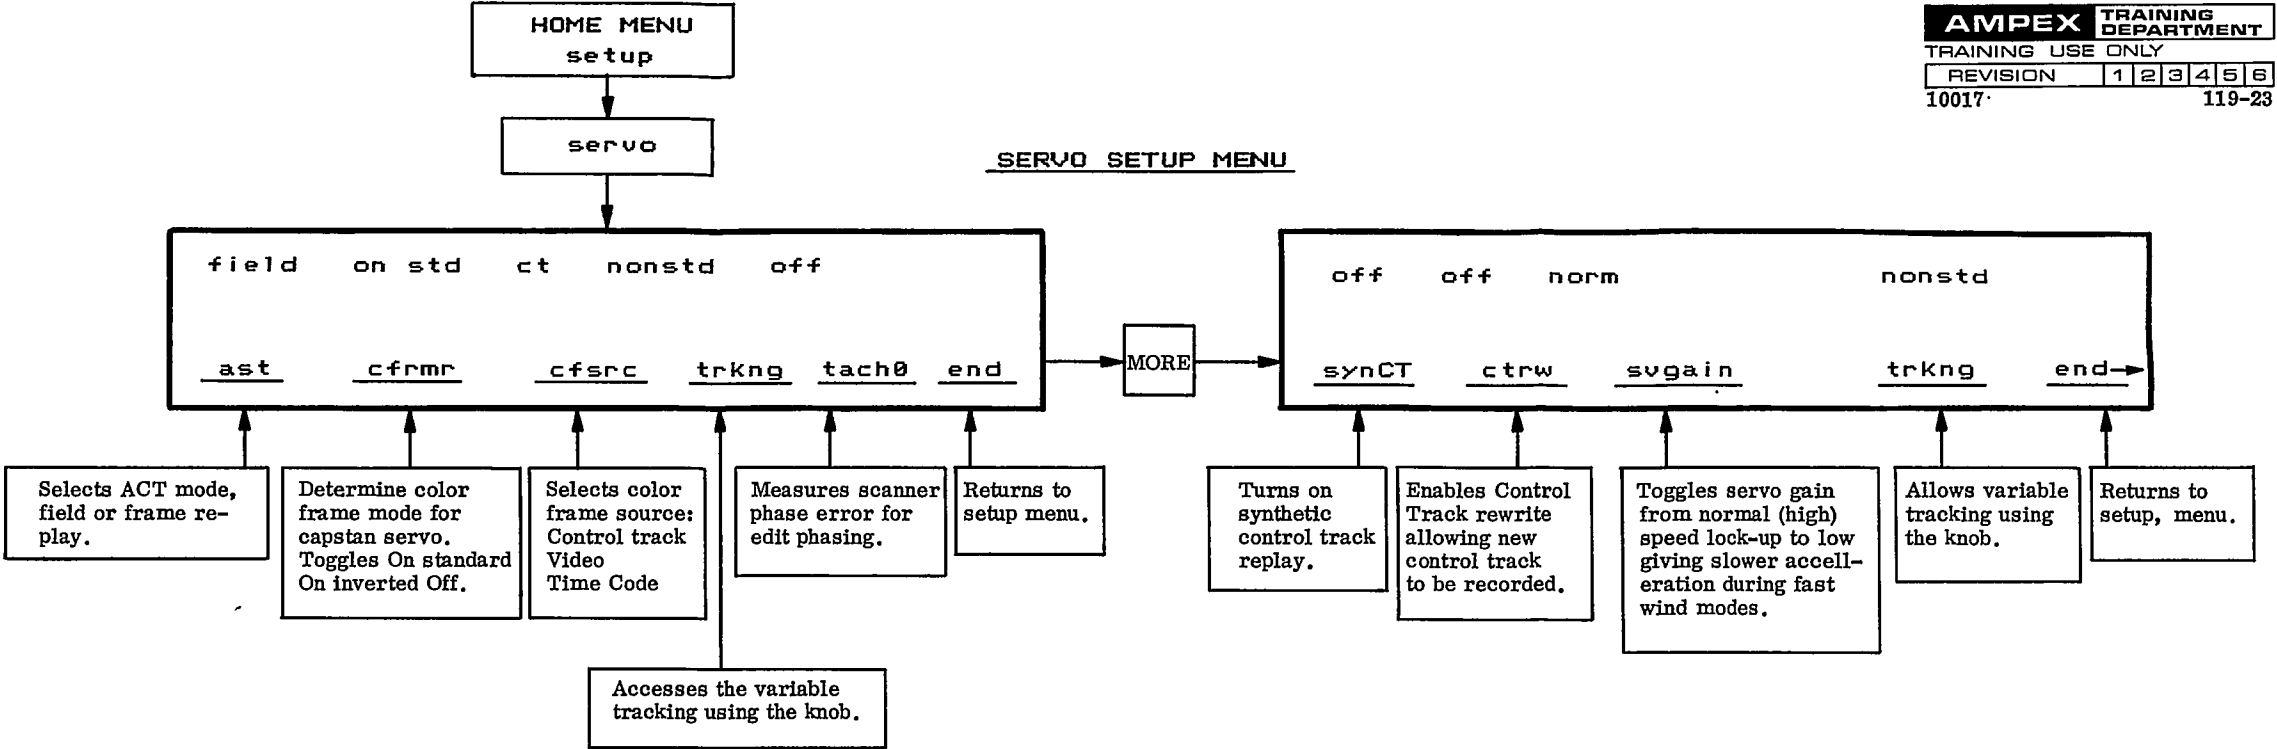 HOME MENU
setup
AMPEX TRAINING DEPARTMENT
TRAINING USE ONLY
REVISION 1 2 3 4 5 6
10017 119-23
servo
SERVO SETUP MENU
field on std ct nonstd off
ast cfrmr cfsrc trkng tach0 end
MORE
off off norm nonstd
synCT ctrw svgain trkng end
Selects ACT mode,
field or frame re-
play.
Determine color
frame mode for
capstan servo.
Toggles On standard
On inverted Off.
Selects color
frame source:
Control track
Video
Time Code
Accesses the variable
tracking using the knob.
Measures scanner
phase error for
edit phasing.
Returns to
setup menu.
Turns on
synthetic
control track
replay.
Enables Control
Track rewrite
allowing new
control track
to be recorded.
Toggles servo gain
from normal (high)
speed lock-up to low
giving slower accell-
eration during fast
wind modes.
Allows variable
tracking using
the knob.
Returns to
setup, menu.